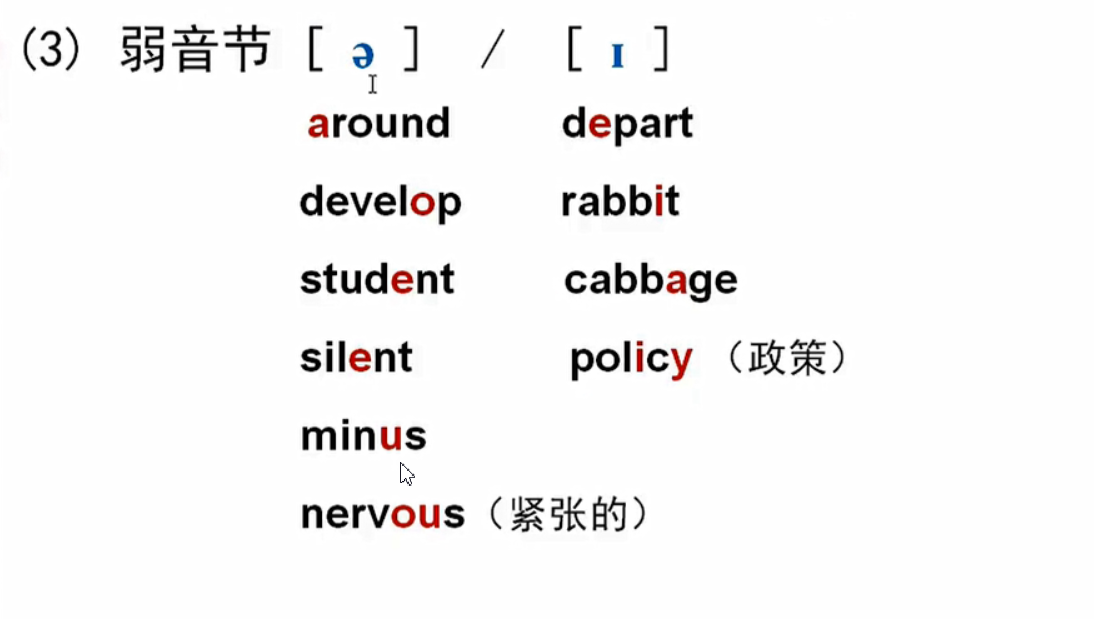 (3) 弱音节 [ ə ] / [ ɪ ]
around depart
develop rabbit
student cabbage
silent policy （政策）
minus
nervous（紧张的）